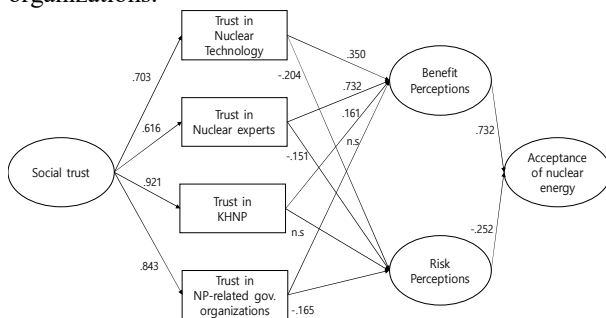 organizations.
Trust in
Nuclear
Technology
.350
Benefit
Perceptions
.703
-.204
.732
Trust in
Nuclear experts
.161
.616
n.s
.732
-.151
Social trust
Acceptance
of nuclear
energy
.921
Trust in
KHNP
n.s
-.252
.843
Risk
Perceptions
Trust in
NP-related gov.
organizations
-.165